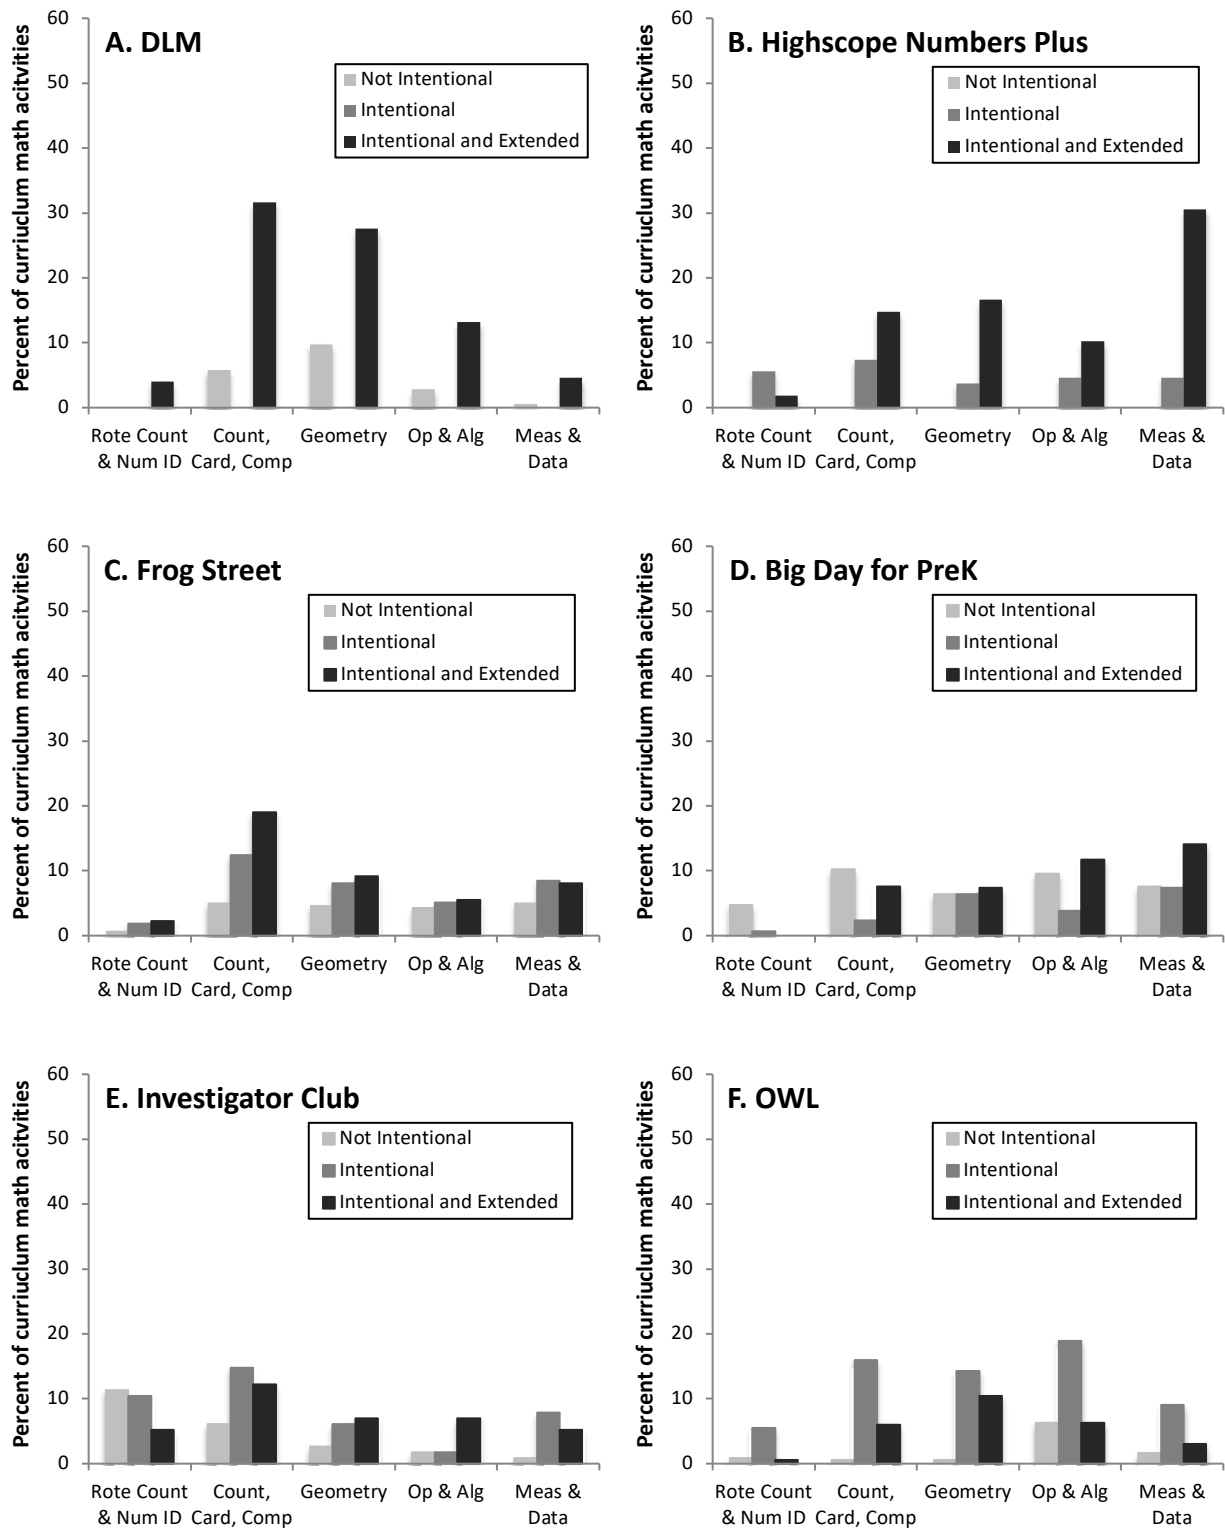 A. DLM
Percent of curriuclum math acitvities
60
50
40
30
20
10
0
Not Intentional
Intentional
Intentional and Extended
Rote Count & Num ID
Count, Card, Comp
Geometry
Op & Alg
Meas & Data
B. Highscope Numbers Plus
Percent of curriuclum math acitvities
60
50
40
30
20
10
0
Not Intentional
Intentional
Intentional and Extended
Rote Count & Num ID
Count, Card, Comp
Geometry
Op & Alg
Meas & Data
C. Frog Street
Percent of curriuclum math acitvities
60
50
40
30
20
10
0
Not Intentional
Intentional
Intentional and Extended
Rote Count & Num ID
Count, Card, Comp
Geometry
Op & Alg
Meas & Data
D. Big Day for PreK
Percent of curriuclum math acitvities
60
50
40
30
20
10
0
Not Intentional
Intentional
Intentional and Extended
Rote Count & Num ID
Count, Card, Comp
Geometry
Op & Alg
Meas & Data
E. Investigator Club
Percent of curriuclum math acitvities
60
50
40
30
20
10
0
Not Intentional
Intentional
Intentional and Extended
Rote Count & Num ID
Count, Card, Comp
Geometry
Op & Alg
Meas & Data
F. OWL
Percent of curriuclum math acitvities
60
50
40
30
20
10
0
Not Intentional
Intentional
Intentional and Extended
Rote Count & Num ID
Count, Card, Comp
Geometry
Op & Alg
Meas & Data